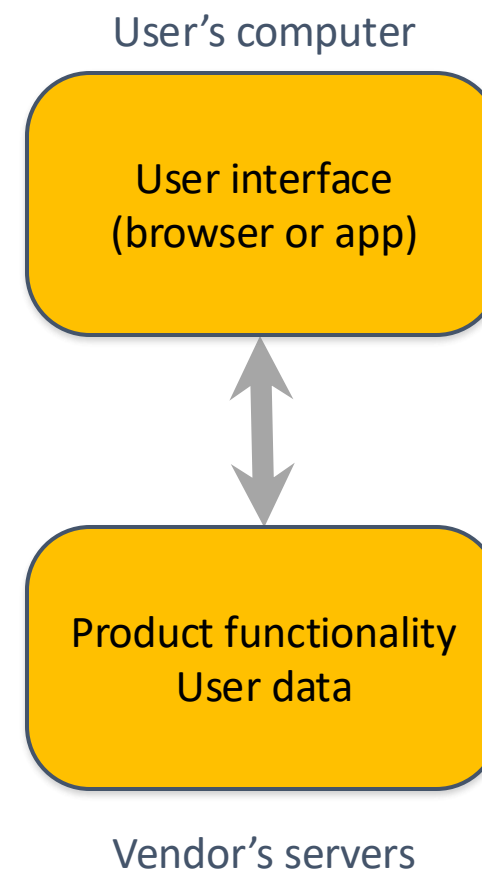 User’s computer
User interface
(browser or app)
Product functionality
User data
Vendor’s servers